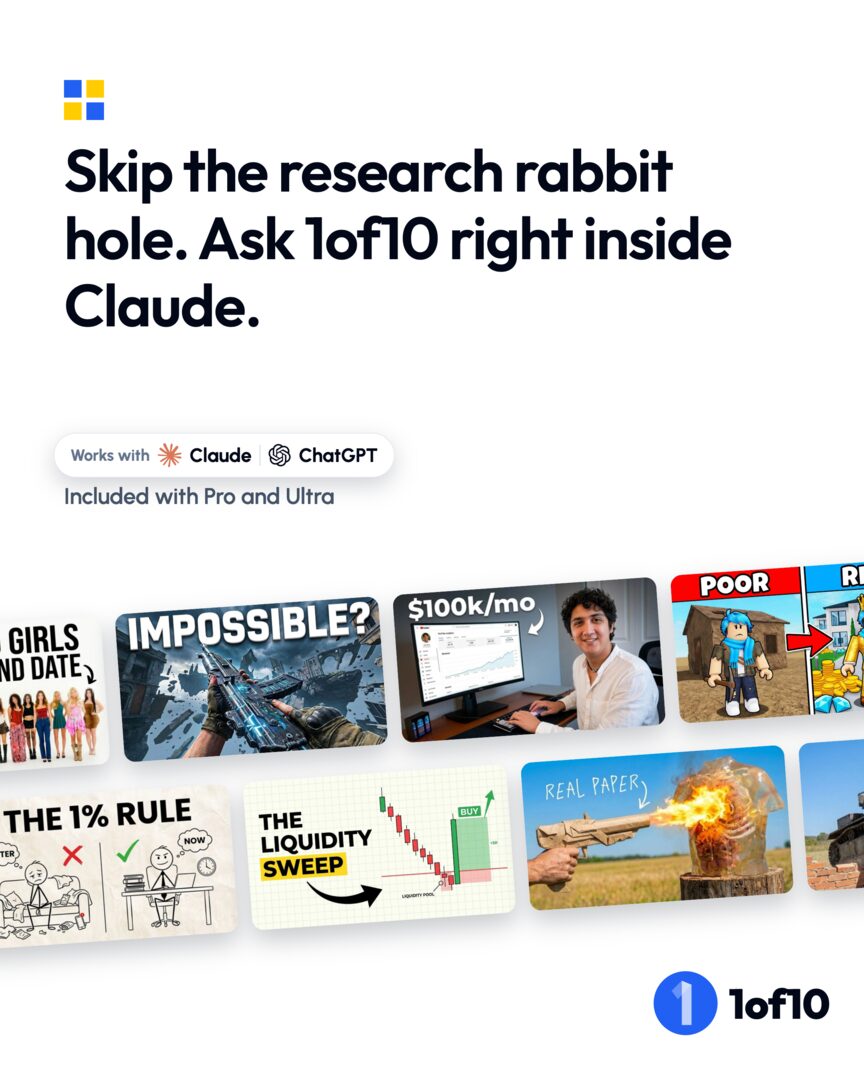 Skip the research rabbit
hole. Ask 1of10 right inside
Claude.
Works with Claude ChatGPT
Included with Pro and Ultra
GIRLS
DATE
IMPOSSIBLE?
$100k/mo
POOR
THE 1% RULE
NOW
THE
LIQUIDITY
SWEEP
BUY
LIQUIDITY POOL
REAL PAPER
1of10